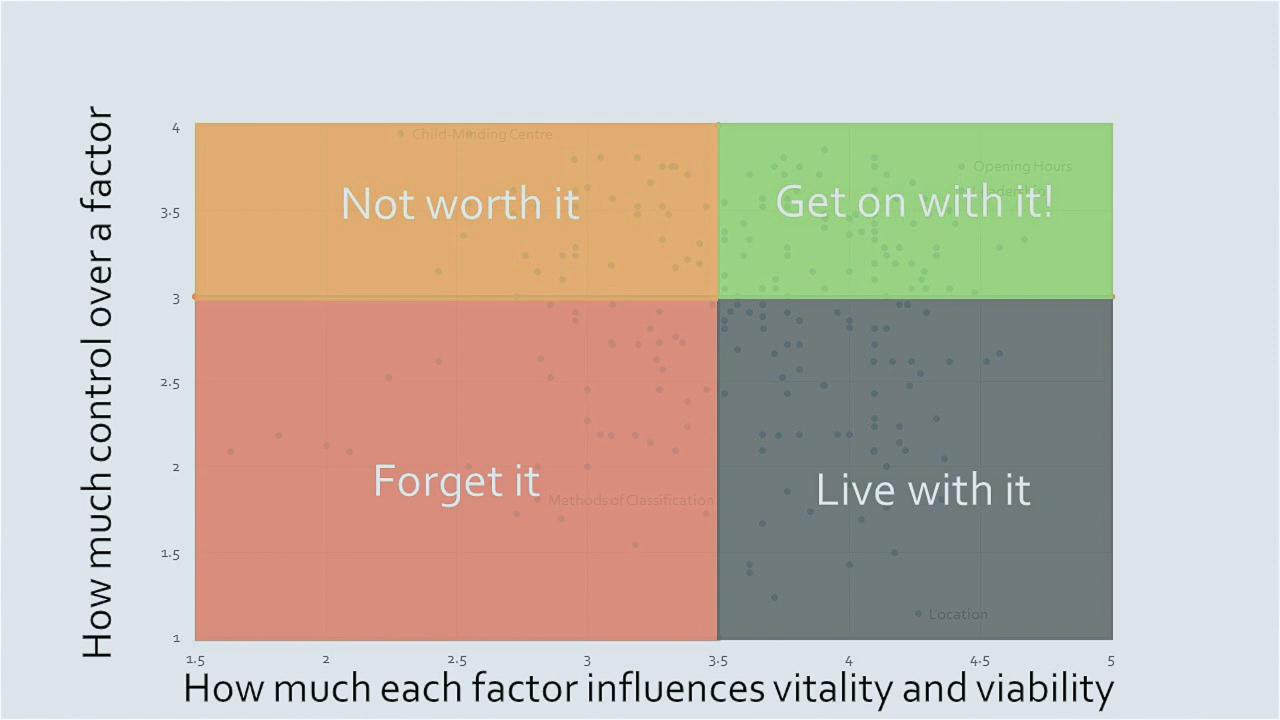 How much control over a factor
4
Child-Minding Centre
Opening Hours
Not worth it
Get on with it!
3.5
3
2.5
2
Forget it
Live with it
Methods of Classification
1.5
Location
1
1.5 2 2.5 3 3.5 4 4.5 5
How much each factor influences vitality and viability